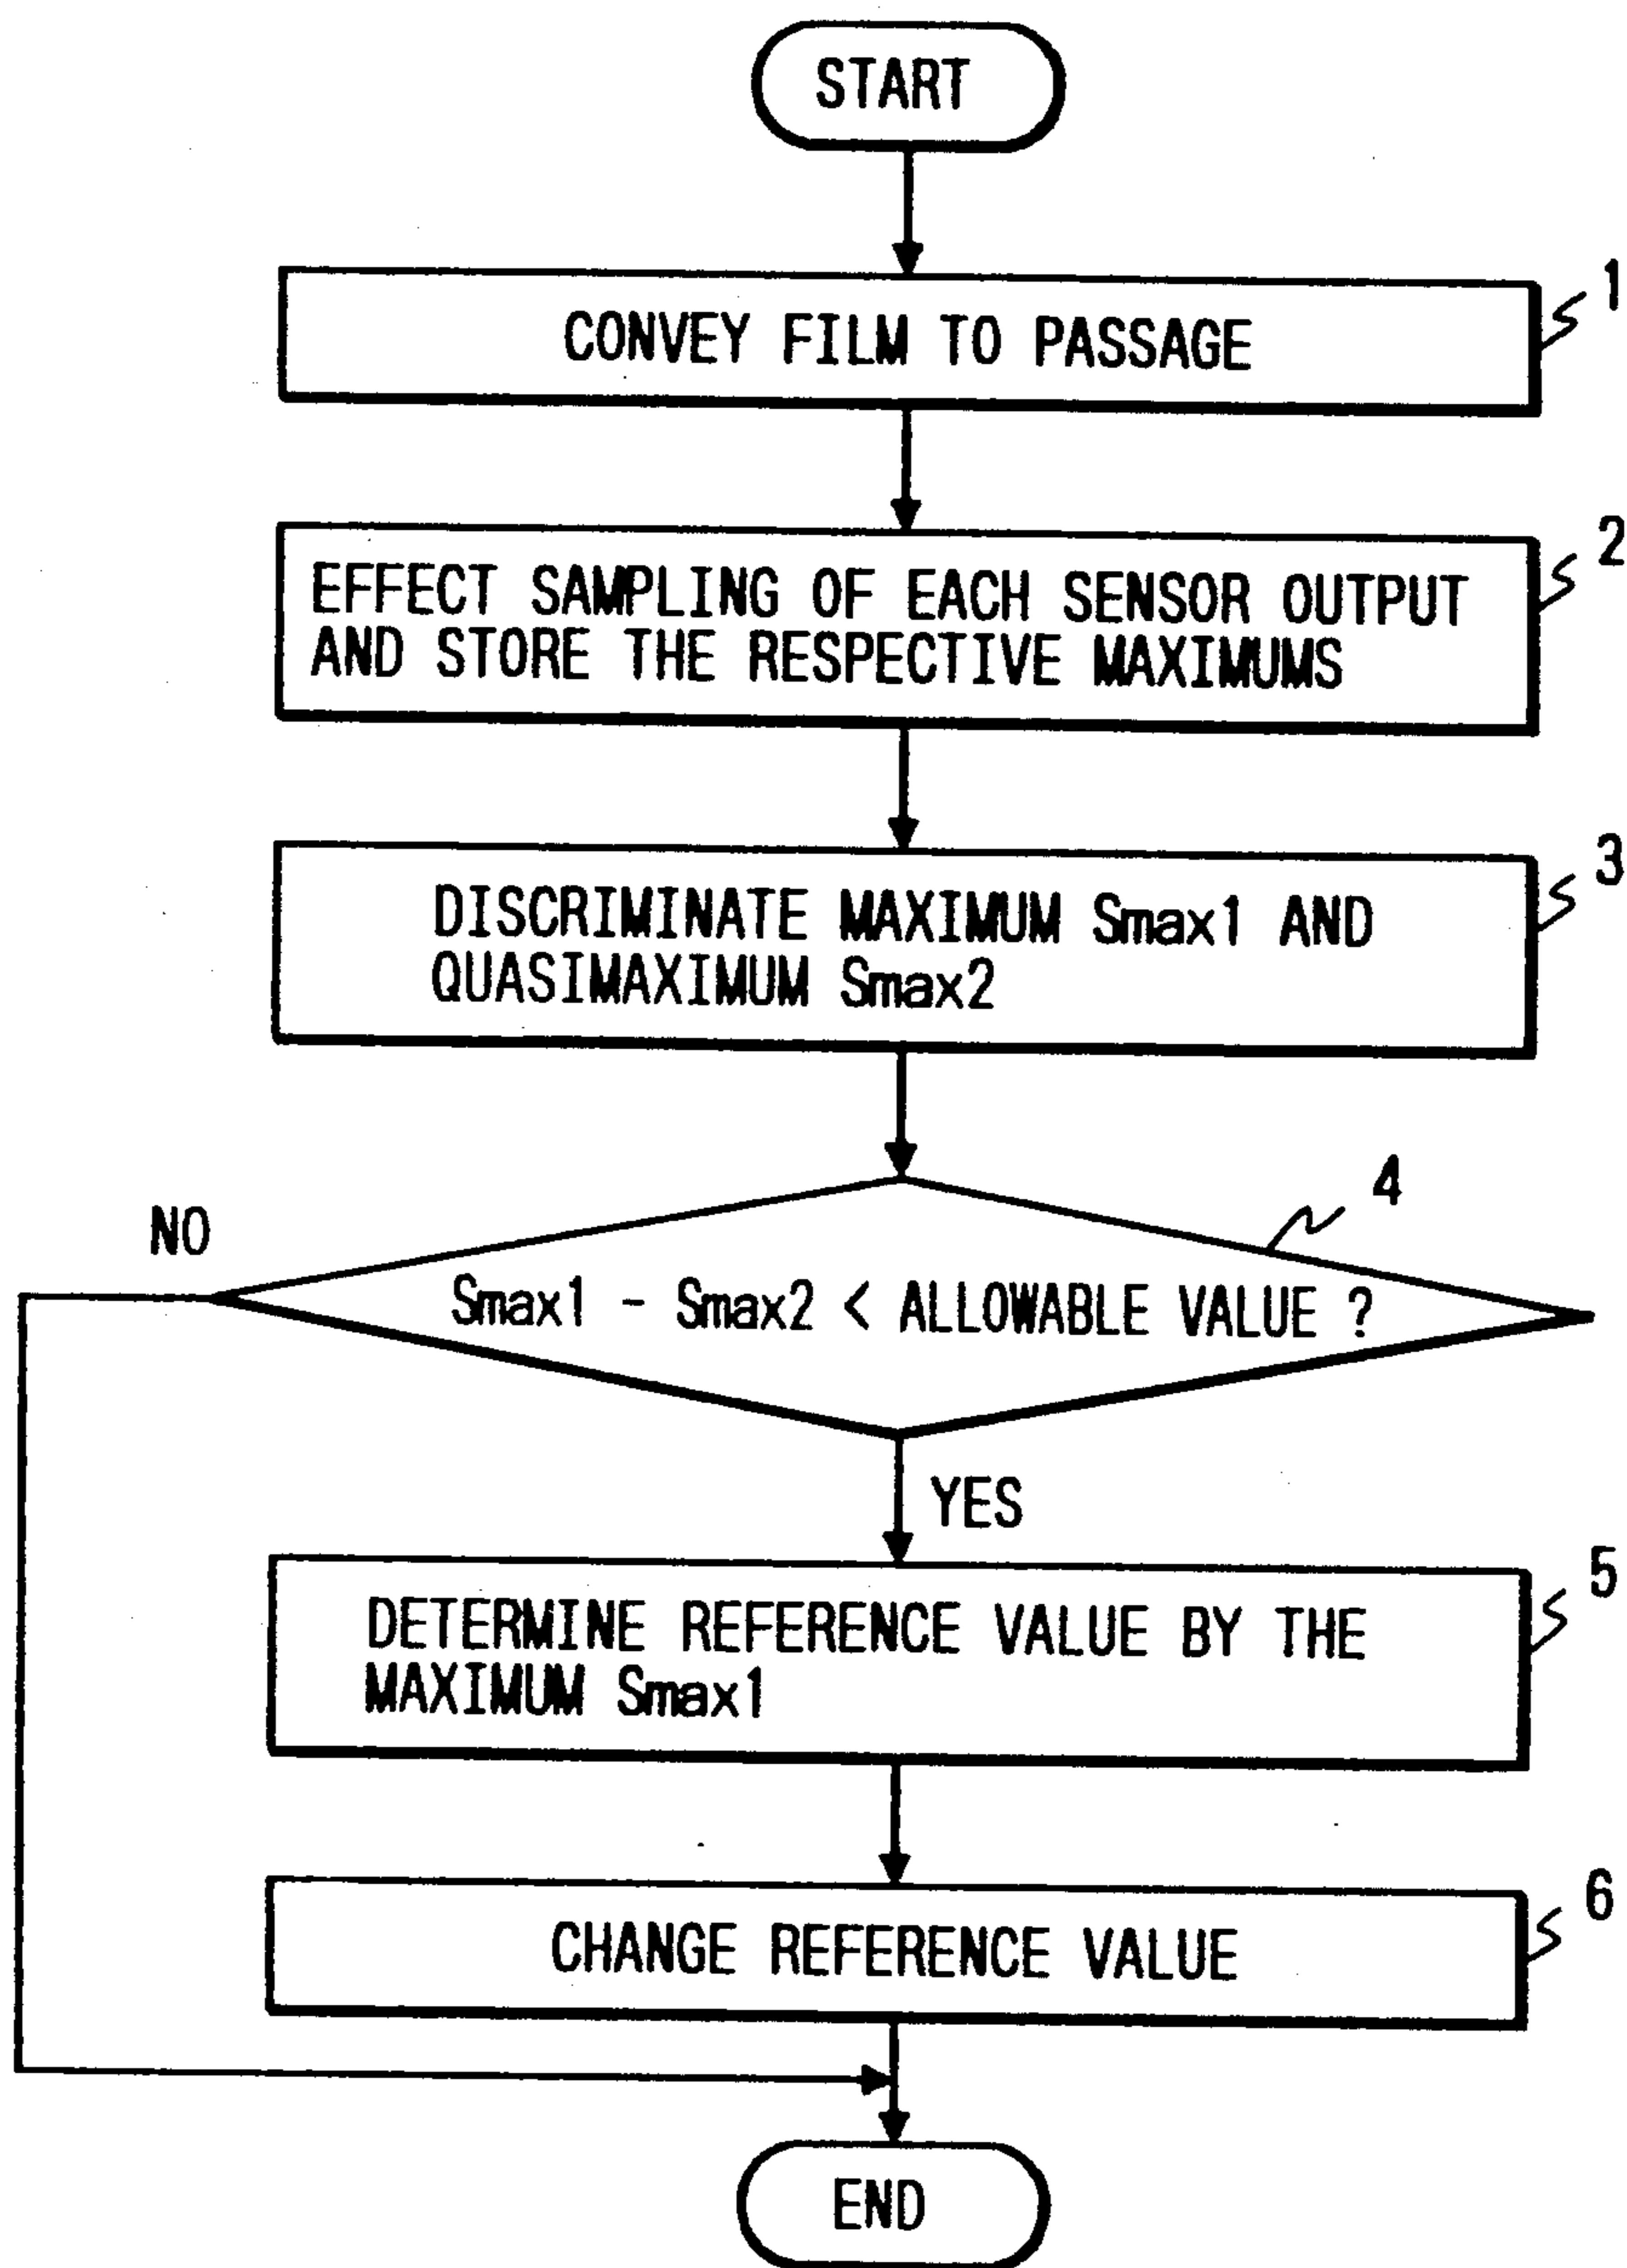 START
1
CONVEY FILM TO PASSAGE
2
EFFECT SAMPLING OF EACH SENSOR OUTPUT
AND STORE THE RESPECTIVE MAXIMUMS
3
DISCRIMINATE MAXIMUM Smax1 AND
QUASIMAXIMUM Smax2
4
NO
Smax1 - Smax2 < ALLOWABLE VALUE ?
YES
5
DETERMINE REFERENCE VALUE BY THE
MAXIMUM Smax1
6
CHANGE REFERENCE VALUE
END